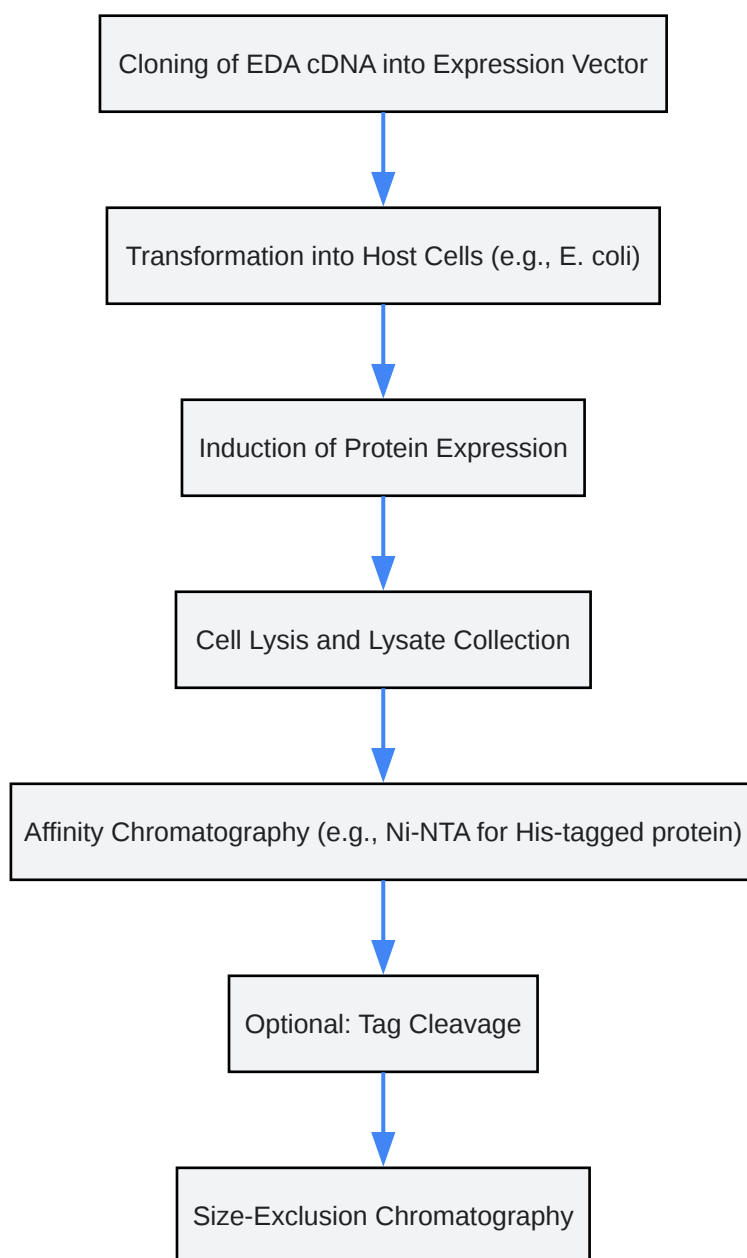 Cloning of EDA cDNA into Expression Vector
Transformation into Host Cells (e.g., E. coli)
Induction of Protein Expression
Cell Lysis and Lysate Collection
Affinity Chromatography (e.g., Ni-NTA for His-tagged protein)
Optional: Tag Cleavage
Size-Exclusion Chromatography